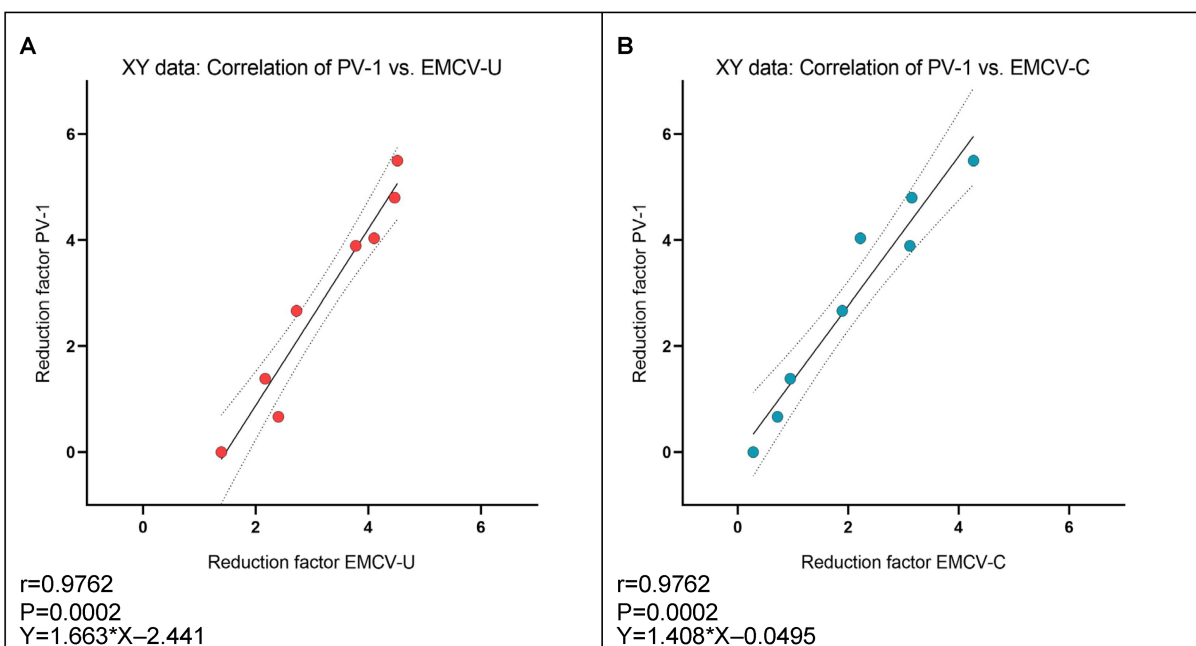 A
XY data: Correlation of PV-1 vs. EMCV-U
Reduction factor PV-1
6
4
2
0
0 2 4 6
Reduction factor EMCV-U
r=0.9762
P=0.0002
Y=1.663*X–2.441
B
XY data: Correlation of PV-1 vs. EMCV-C
Reduction factor PV-1
6
4
2
0
0 2 4 6
Reduction factor EMCV-C
r=0.9762
P=0.0002
Y=1.408*X–0.0495